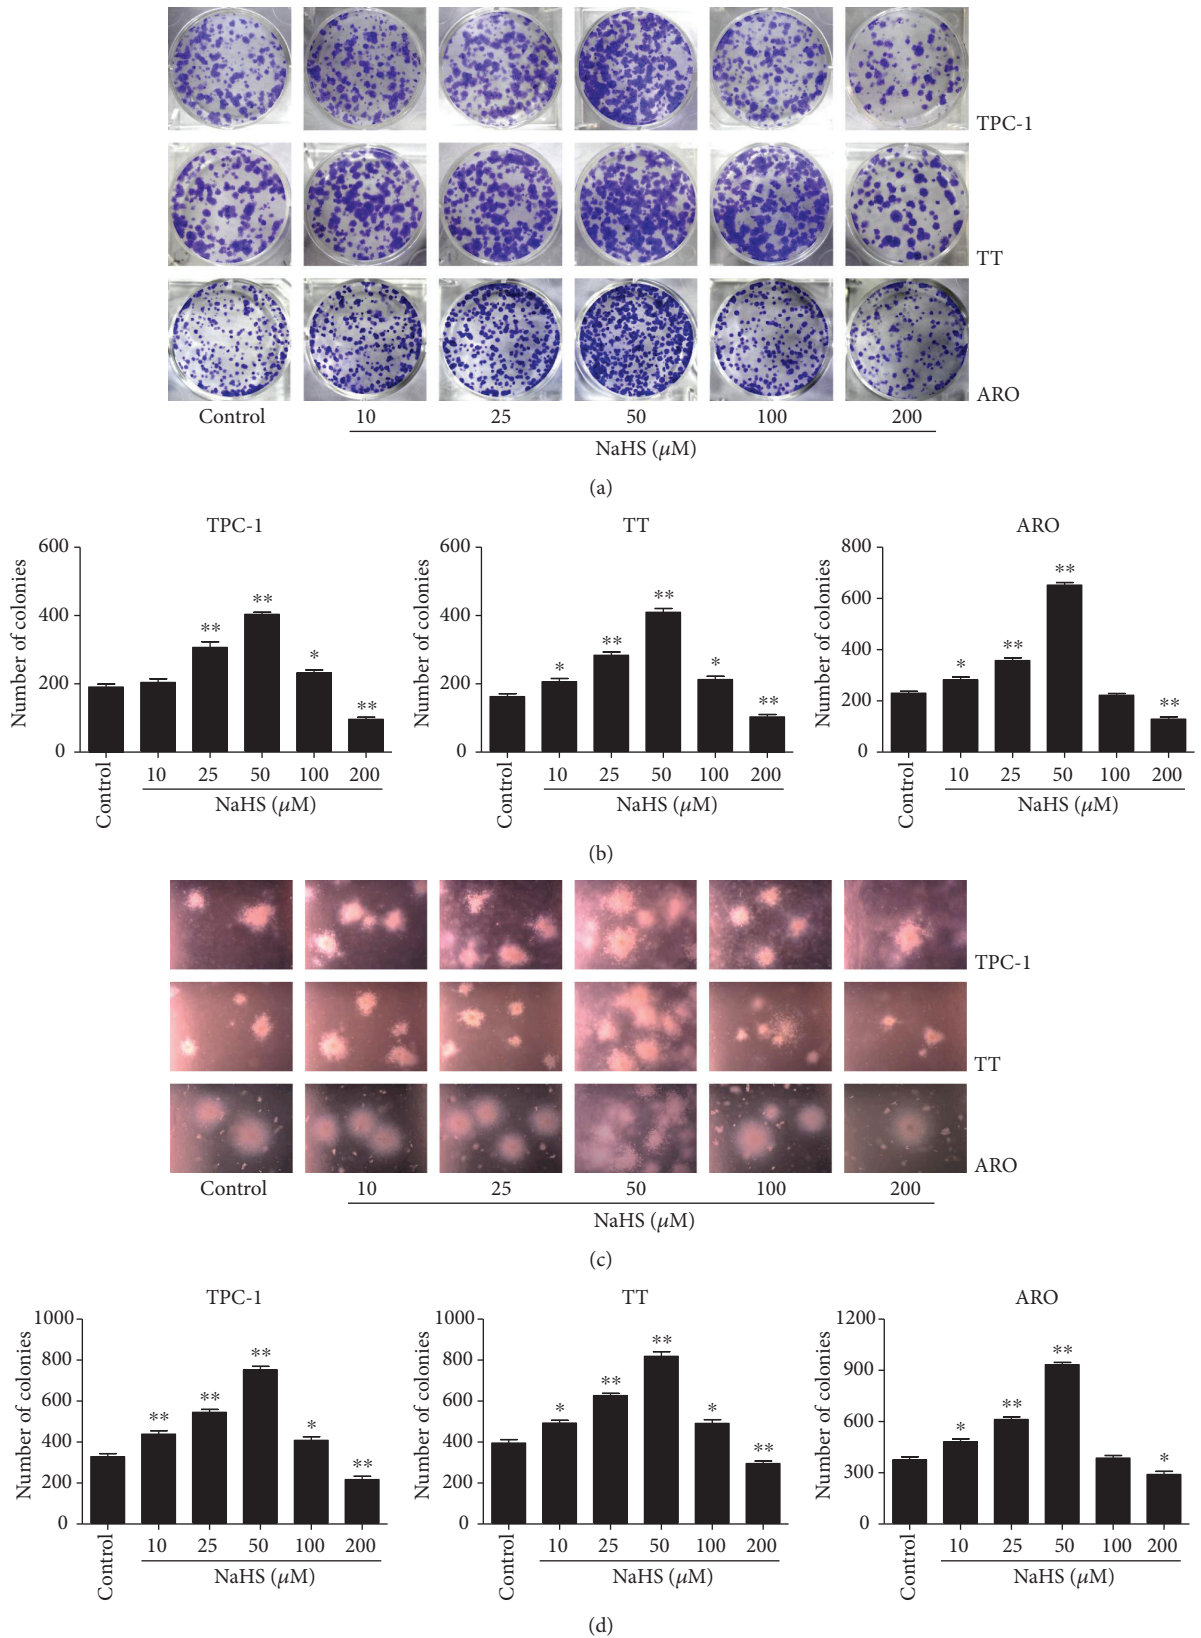 TPC-1
TT
ARO
Control 10 25 50 100 200
NaHS (μM)
(a)
TPC-1
Number of colonies
600
400
200
0
** ** * **
Control 10 25 50 100 200
NaHS (μM)
TT
Number of colonies
600
400
200
0
* ** ** * **
Control 10 25 50 100 200
NaHS (μM)
ARO
Number of colonies
800
600
400
200
0
* ** ** **
Control 10 25 50 100 200
NaHS (μM)
(b)
TPC-1
TT
ARO
Control 10 25 50 100 200
NaHS (μM)
(c)
TPC-1
Number of colonies
1000
800
600
400
200
0
** ** ** * **
Control 10 25 50 100 200
NaHS (μM)
TT
Number of colonies
1000
800
600
400
200
0
* ** ** * **
Control 10 25 50 100 200
NaHS (μM)
ARO
Number of colonies
1200
900
600
300
0
* ** ** *
Control 10 25 50 100 200
NaHS (μM)
(d)